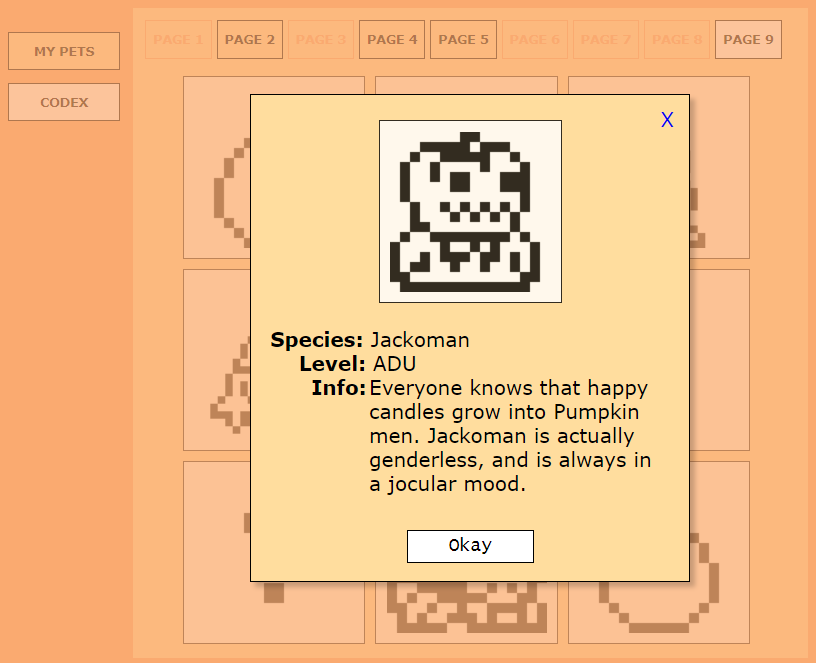 MY PETS
CODEX
PAGE 1 PAGE 2 PAGE 3 PAGE 4 PAGE 5 PAGE 6 PAGE 7 PAGE 8 PAGE 9
X
Species: Jackoman
Level: ADU
Info: Everyone knows that happy
candles grow into Pumpkin
men. Jackoman is actually
genderless, and is always in
a jocular mood.
Okay